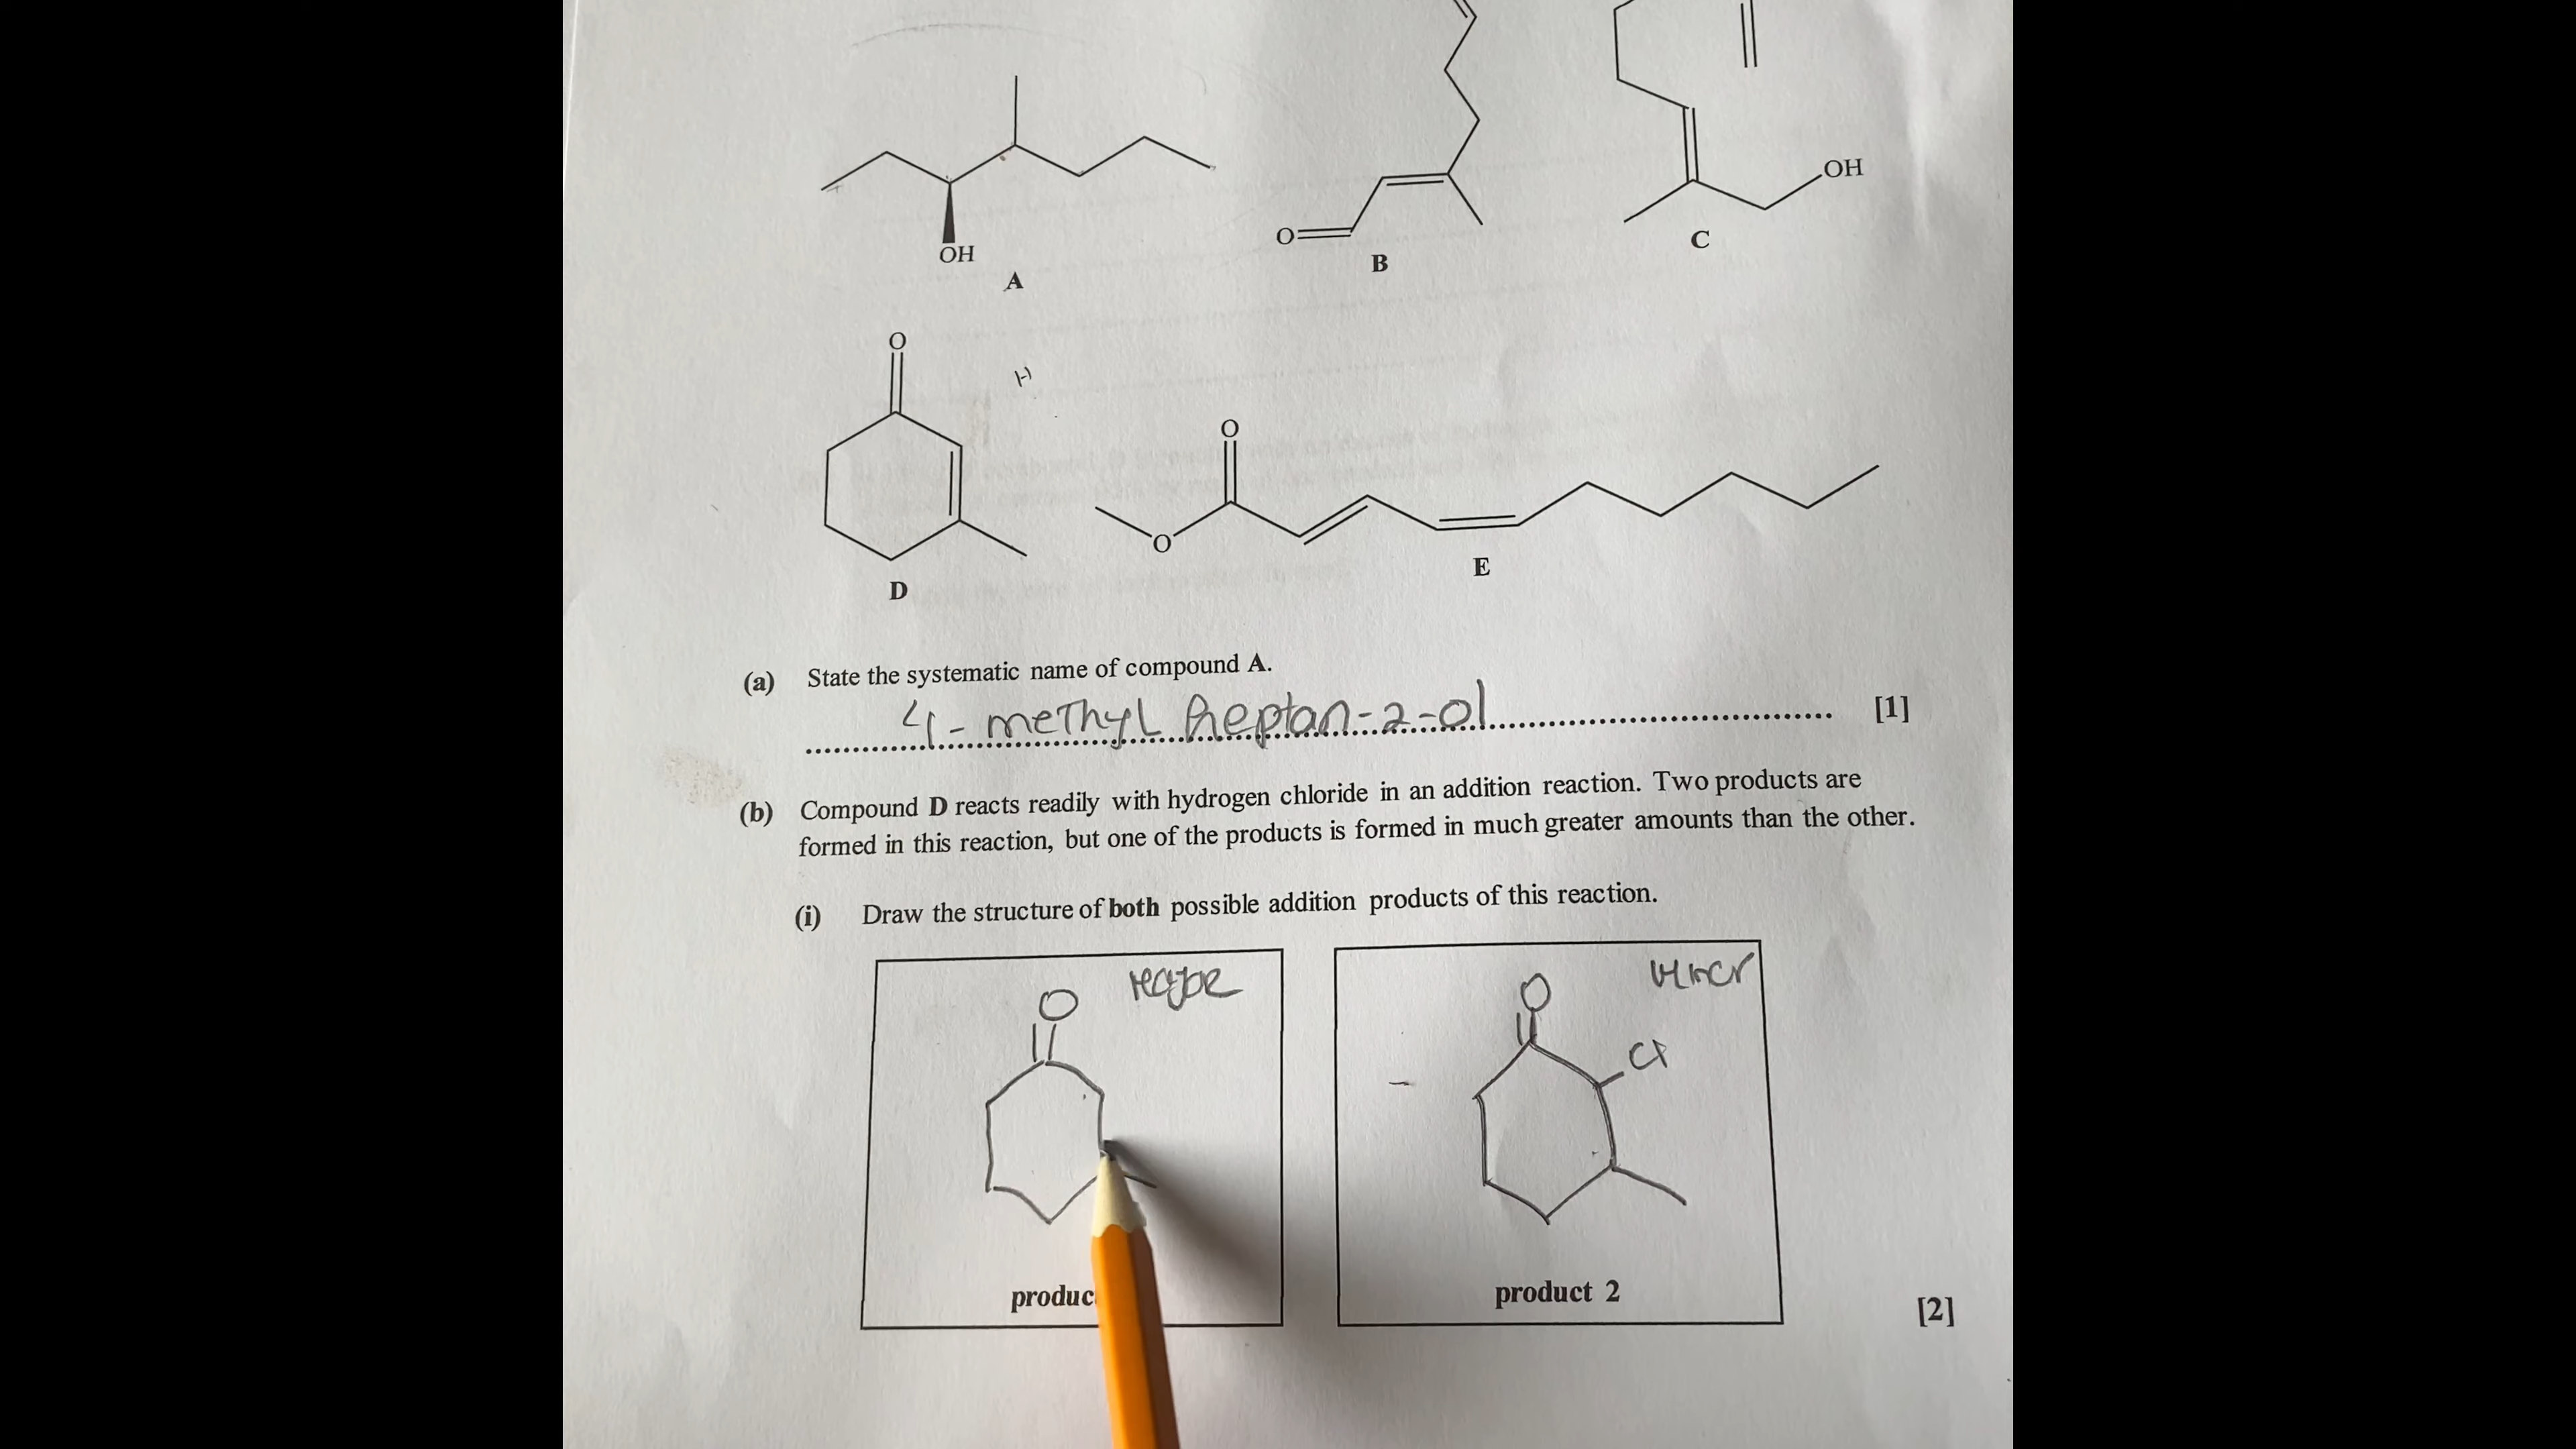 OH
OH
O
A
B
C
O
H
O
O
D
E
(a) State the systematic name of compound A.
4-methyl heptan-2-ol [1]
(b) Compound D reacts readily with hydrogen chloride in an addition reaction. Two products are
formed in this reaction, but one of the products is formed in much greater amounts than the other.
(i) Draw the structure of both possible addition products of this reaction.
O
O
Cl
produc
product 2
[2]